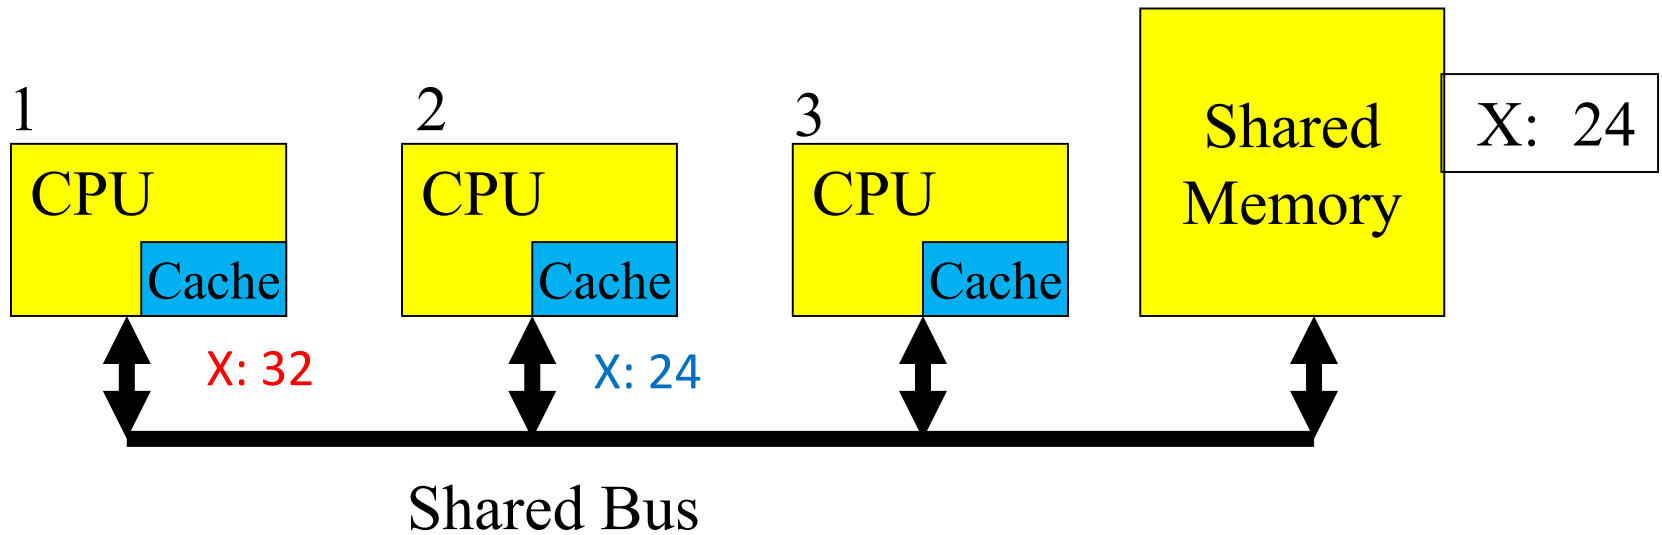 1
CPU
Cache
X: 32
2
CPU
Cache
X: 24
3
CPU
Cache
Shared
Memory
X: 24
Shared Bus